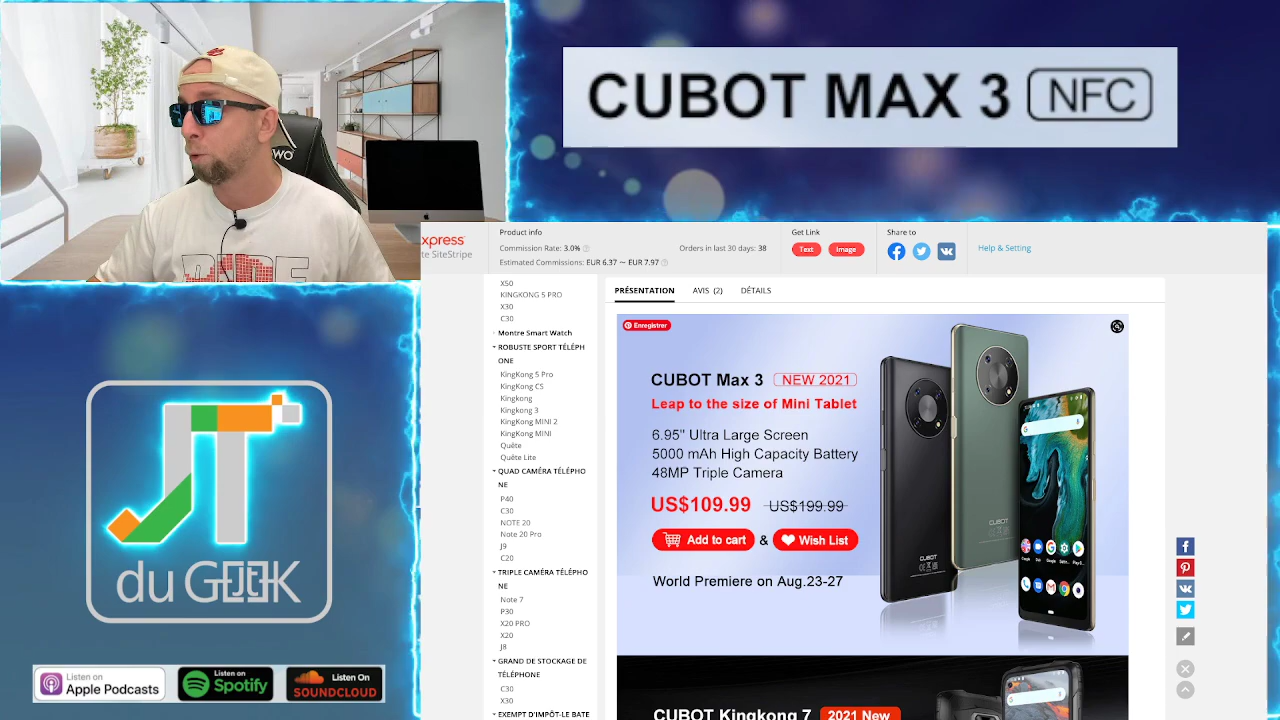 CUBOT MAX 3 NFC
WO
JT
du GEEK
Listen on
Apple Podcasts
Listen on
Spotify
Listen On
SOUNDCLOUD
xpress
te SiteStripe
Product info
Commission Rate: 3.0%
Orders in last 30 days: 38
Estimated Commissions: EUR 6.37 ～ EUR 7.97
Get Link
Text
Image
Share to
Help & Setting
X50
KINGKONG 5 PRO
X30
C30
Montre Smart Watch
ROBUSTE SPORT TÉLÉPH
ONE
KingKong 5 Pro
KingKong CS
Kingkong
Kingkong 3
KingKong MINI 2
KingKong MINI
Quête
Quête Lite
QUAD CAMÉRA TÉLÉPHO
NE
P40
C30
NOTE 20
Note 20 Pro
J9
C20
TRIPLE CAMÉRA TÉLÉPHO
NE
Note 7
P30
X20 PRO
X20
J8
GRAND DE STOCKAGE DE
TÉLÉPHONE
C30
X30
EXEMPT D'IMPÔT-LE BATE
PRÉSENTATION
AVIS (2)
DÉTAILS
Enregistrer
CUBOT Max 3 NEW 2021
Leap to the size of Mini Tablet
6.95" Ultra Large Screen
5000 mAh High Capacity Battery
48MP Triple Camera
US$109.99 US$199.99
Add to cart & Wish List
World Premiere on Aug.23-27
CUBOT
CUBOT
CUBOT Kingkong 7 2021 New